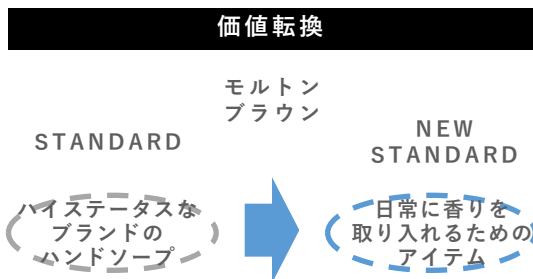 価値転換
モルトン
ブラウン
STANDARD
NEW
STANDARD
ハイステータスな
ブランドの
ハンドソープ
日常に香りを
取り入れるための
アイテム